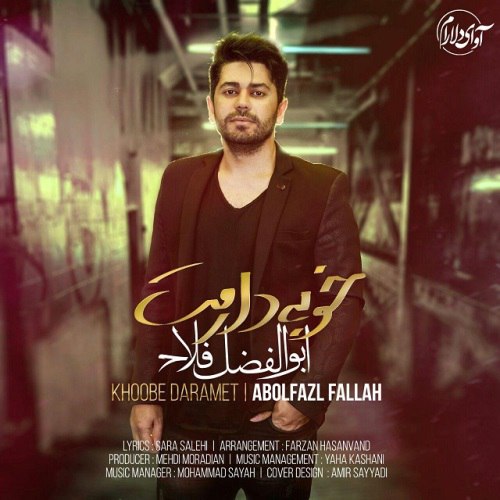 آوای دلارام
خوبه دارمت
ابوالفضل فلاح
KHOOBE DARAMET | ABOLFAZL FALLAH
LYRICS : SARA SALEHI | ARRANGEMENT : FARZAN HASANVAND
PRODUCER : MEHDI MORADIAN | MUSIC MANAGEMENT : YAHA KASHANI
MUSIC MANAGER : MOHAMMAD SAYAH | COVER DESIGN : AMIR SAYYADI